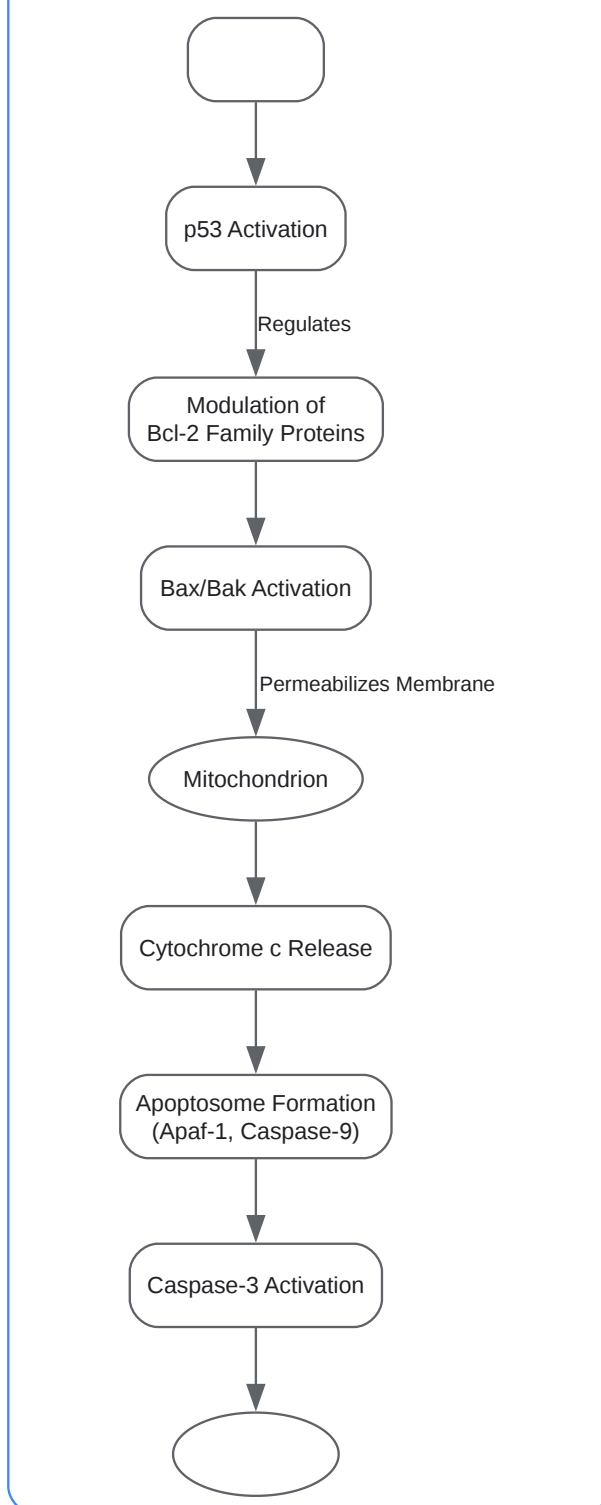 p53 Activation
Regulates
Modulation of
Bcl-2 Family Proteins
Bax/Bak Activation
Permeabilizes Membrane
Mitochondrion
Cytochrome c Release
Apoptosome Formation
(Apaf-1, Caspase-9)
Caspase-3 Activation